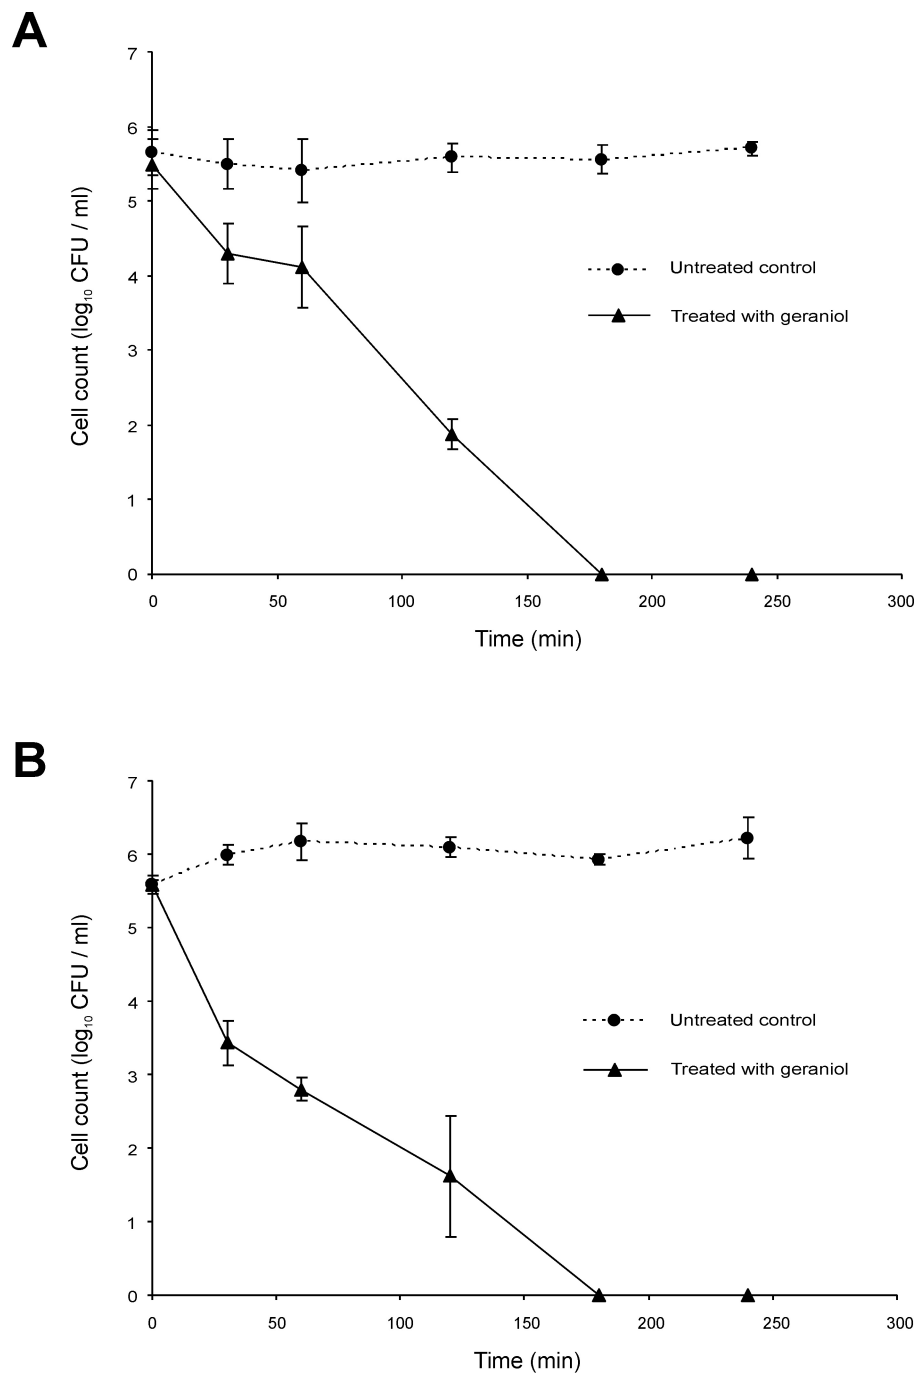 A
7
6
5
4
3
2
1
0
Cell count (log10 CFU / ml)
Untreated control
Treated with geraniol
0 50 100 150 200 250 300
Time (min)
B
7
6
5
4
3
2
1
0
Cell count (log10 CFU / ml)
Untreated control
Treated with geraniol
0 50 100 150 200 250 300
Time (min)